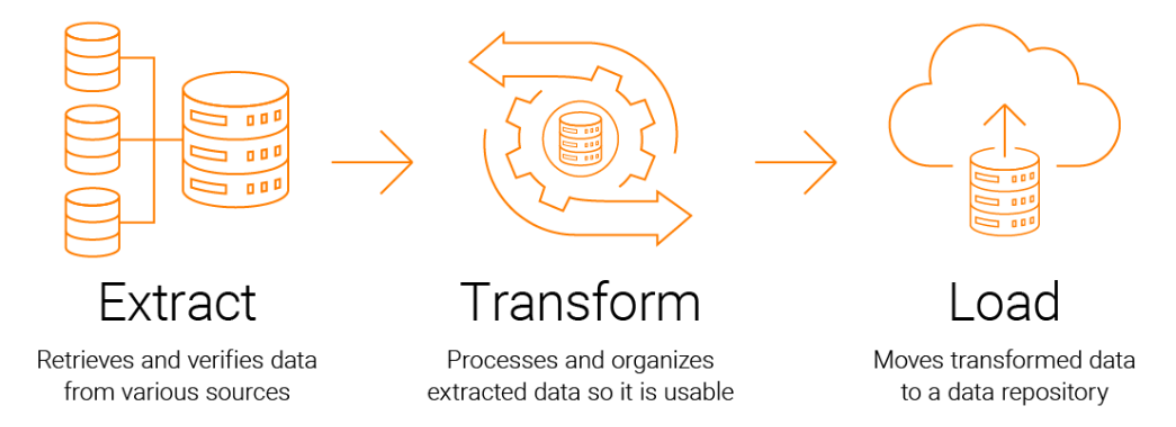 Extract
Retrieves and verifies data
from various sources
Transform
Processes and organizes
extracted data so it is usable
Load
Moves transformed data
to a data repository